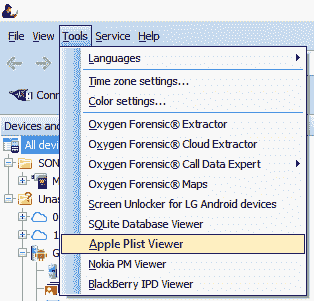 File View Tools Service Help
Languages
Time zone settings...
Color settings...
Conn
Oxygen Forensic® Extractor
Devices and
Oxygen Forensic® Cloud Extractor
All devi
Oxygen Forensic® Call Data Expert
SON
Oxygen Forensic® Maps
M
Screen Unlocker for LG Android devices
Unas
SQLite Database Viewer
0
Apple Plist Viewer
1
Nokia PM Viewer
G
BlackBerry IPD Viewer